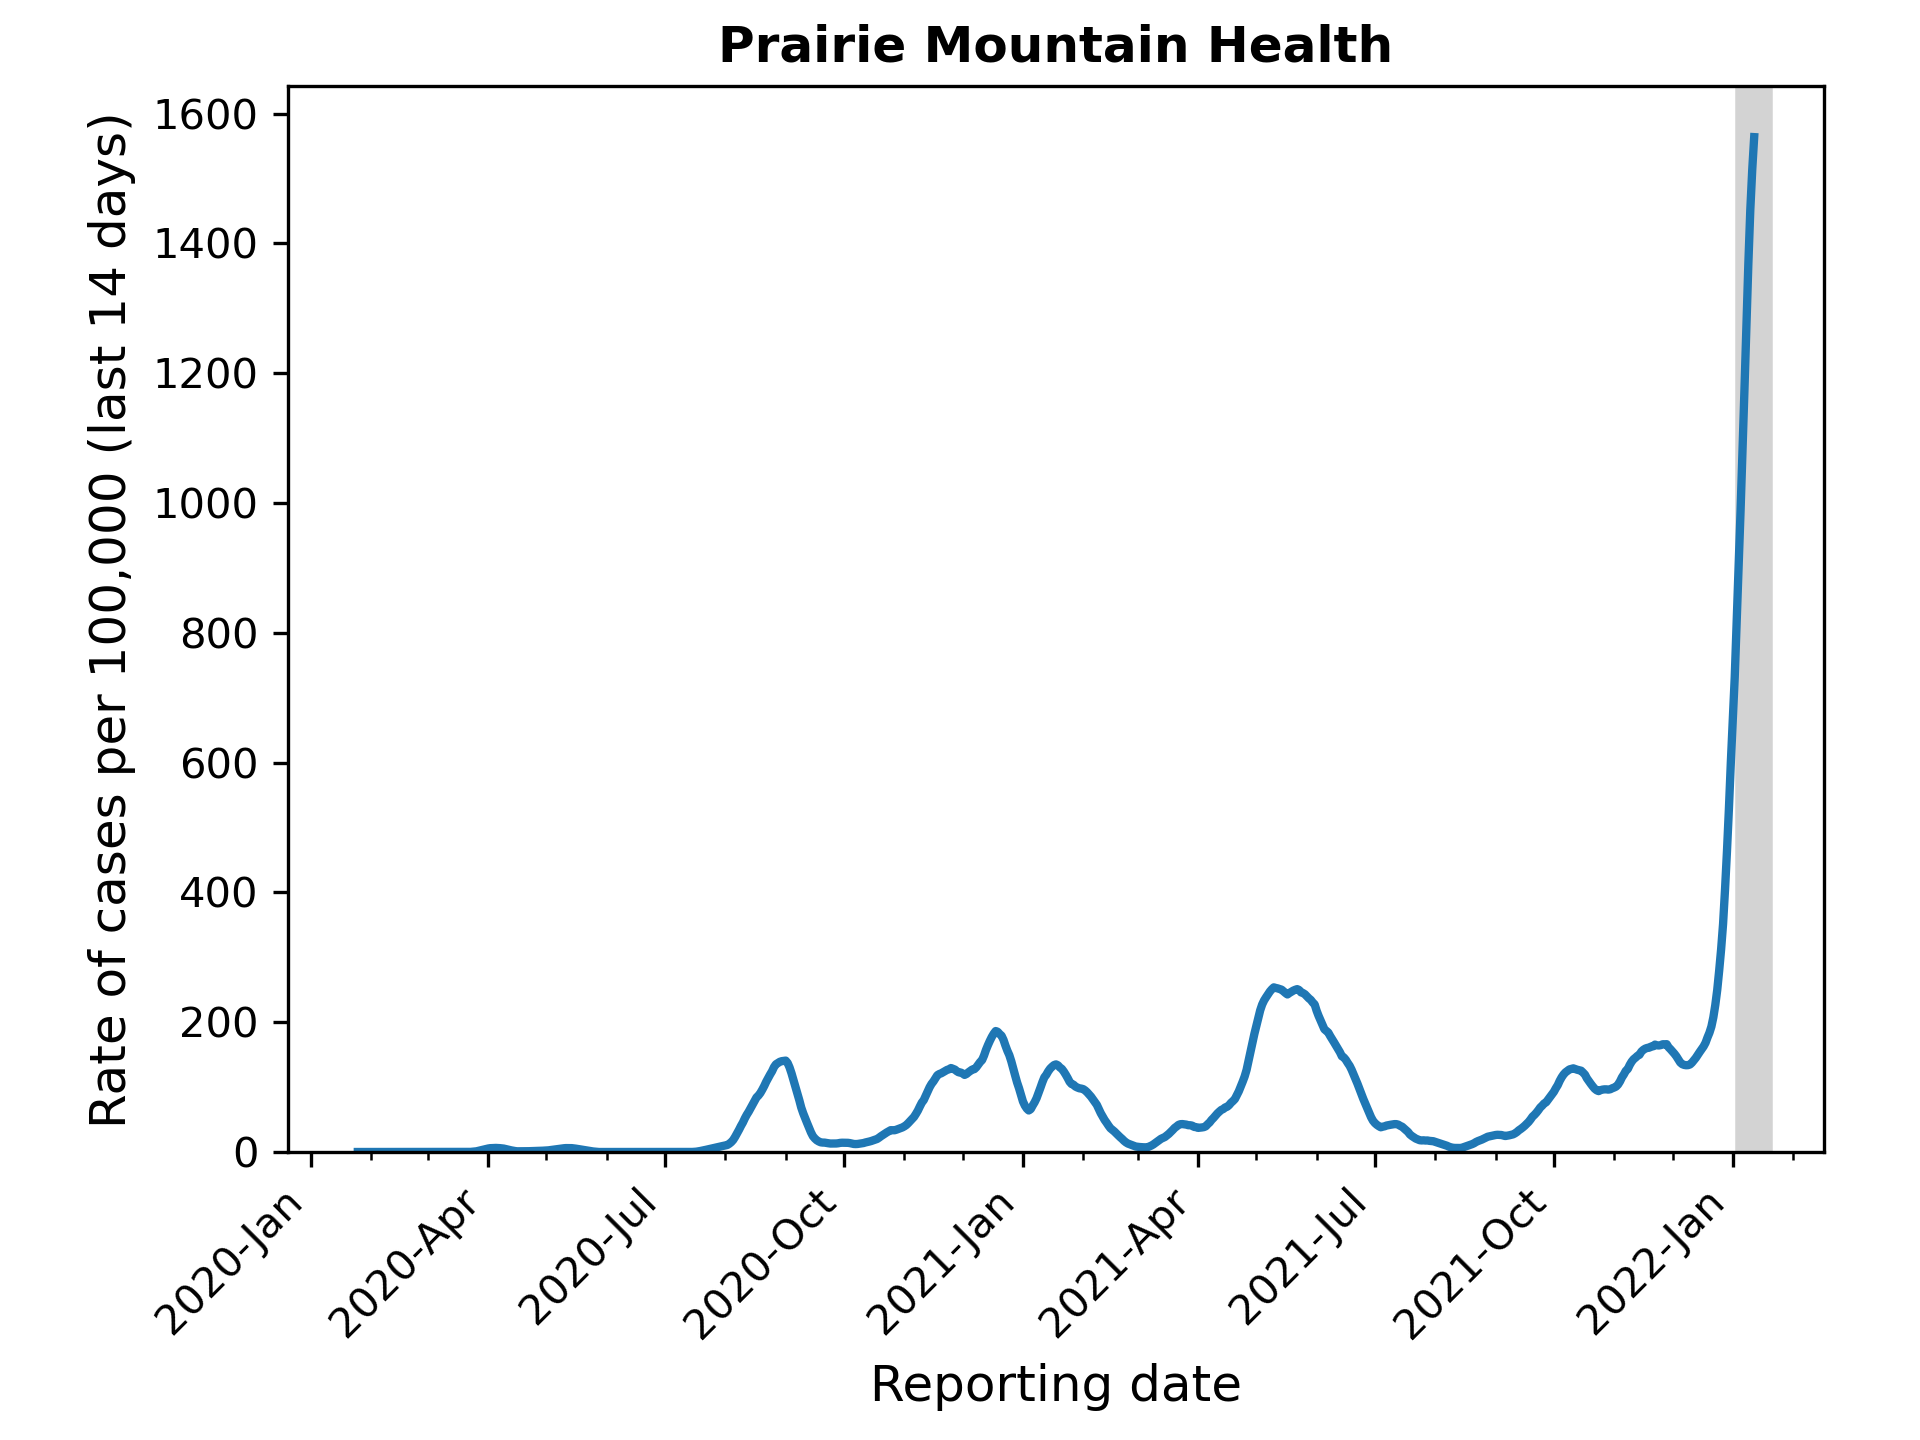 Prairie Mountain Health
Rate of cases per 100,000 (last 14 days)
1600
1400
1200
1000
800
600
400
200
0
2020-Jan
2020-Apr
2020-Jul
2020-Oct
2021-Jan
2021-Apr
2021-Jul
2021-Oct
2022-Jan
Reporting date